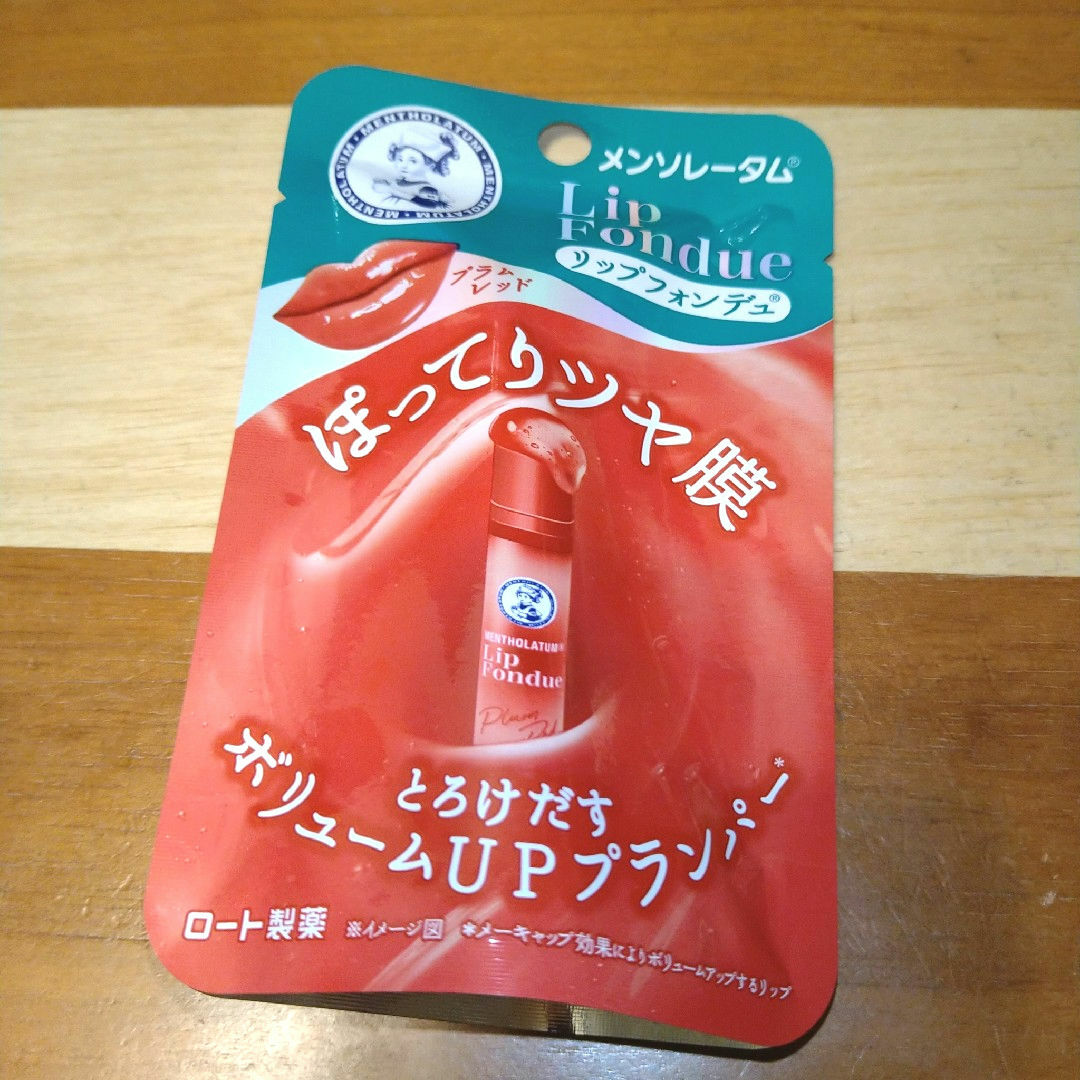 MENTHOLATUM • MENTHOLATUM • MENTHOLATUM
メンソレータム®
Lip
Fondue
リップフォンデュ®
プラム
レッド
ぽってりツヤ膜
MENTHOLATUM®
Lip
Fondue
Plum
とろけだす
ボリュームUPプランパー*
ロート製薬 ※イメージ図 *メーキャップ効果によりボリュームアップするリップ